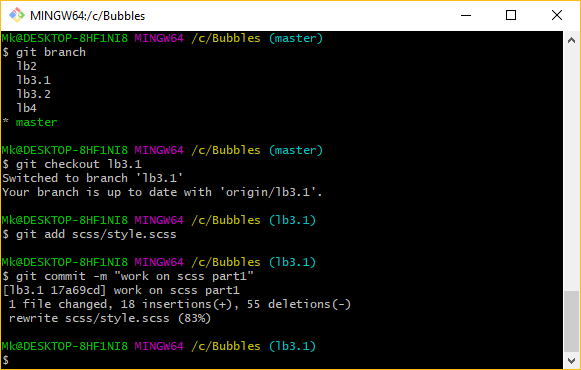 MINGW64:/c/Bubbles
Mk@DESKTOP-8HF1NI8 MINGW64 /c/Bubbles (master)
$ git branch
  lb2
  lb3.1
  lb3.2
  lb4
* master
Mk@DESKTOP-8HF1NI8 MINGW64 /c/Bubbles (master)
$ git checkout lb3.1
Switched to branch 'lb3.1'
Your branch is up to date with 'origin/lb3.1'.
Mk@DESKTOP-8HF1NI8 MINGW64 /c/Bubbles (lb3.1)
$ git add scss/style.scss
Mk@DESKTOP-8HF1NI8 MINGW64 /c/Bubbles (lb3.1)
$ git commit -m "work on scss part1"
[lb3.1 17a69cd] work on scss part1
 1 file changed, 18 insertions(+), 55 deletions(-)
 rewrite scss/style.scss (83%)
Mk@DESKTOP-8HF1NI8 MINGW64 /c/Bubbles (lb3.1)
$